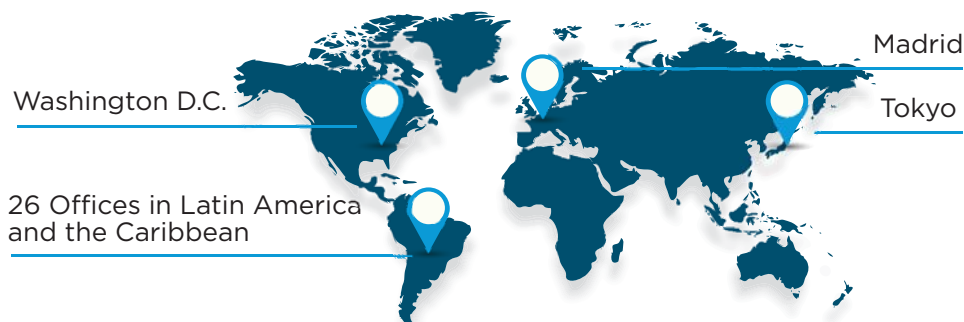 Madrid
Washington D.C.
Tokyo
26 Offices in Latin America
and the Caribbean